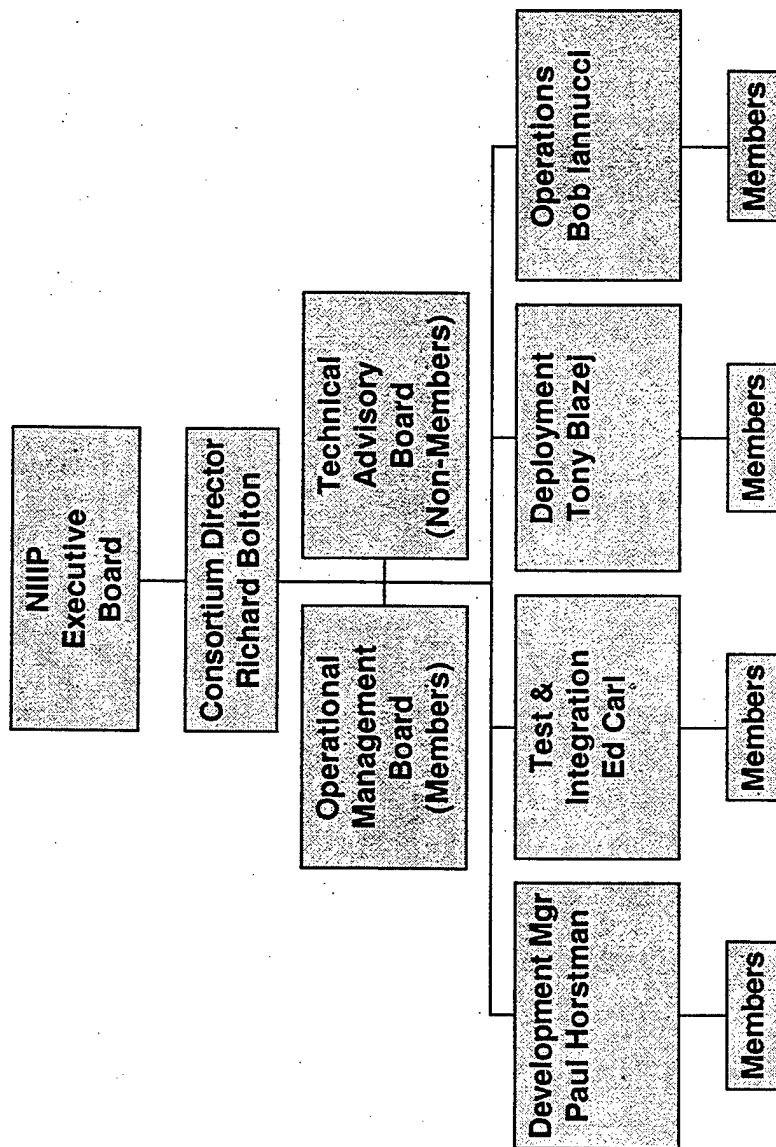 NIIIP
Executive
Board
Consortium Director
Richard Bolton
Operational
Management
Board
(Members)
Technical
Advisory
Board
(Non-Members)
Development Mgr
Paul Horstman
Test &
Integration
Ed Carl
Deployment
Tony Blazej
Operations
Bob Iannucci
Members
Members
Members
Members